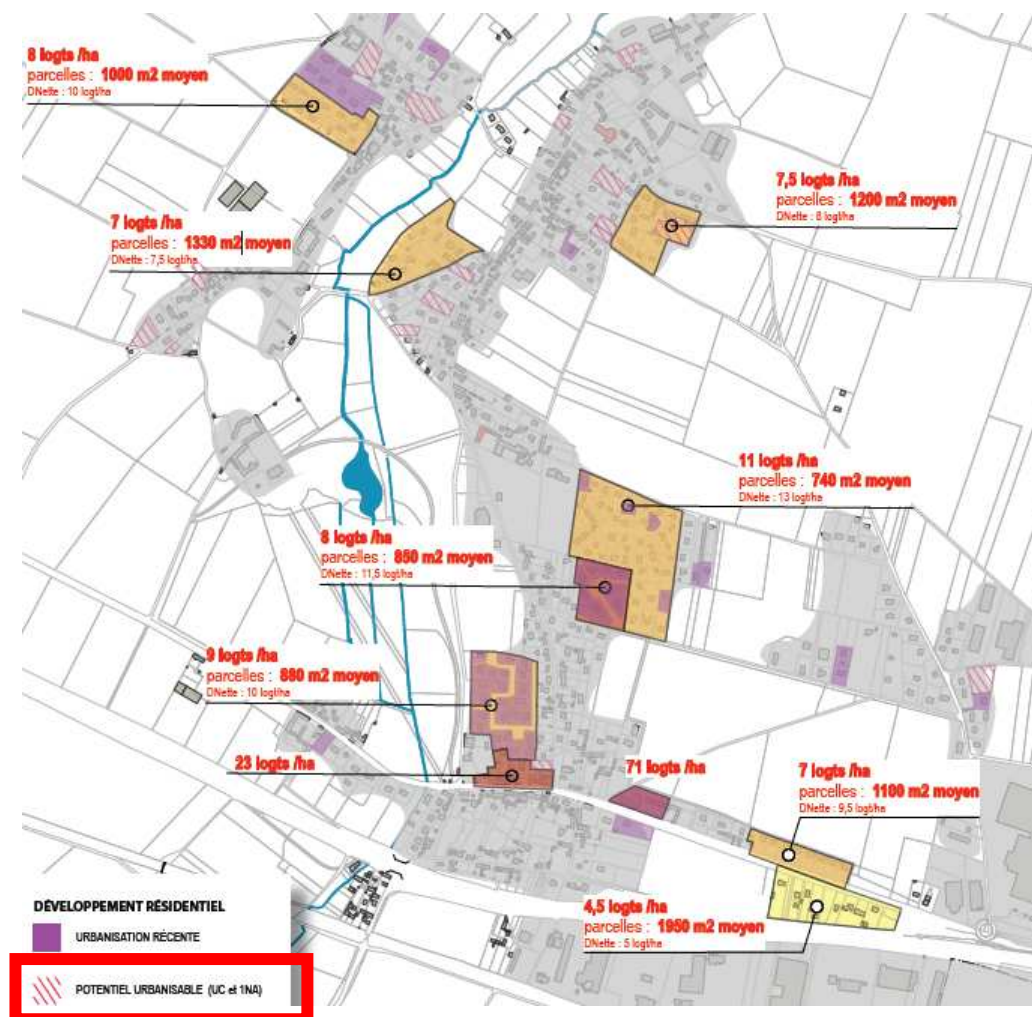 8 logts /ha
parcelles : 1000 m2 moyen
DNette : 10 logt/ha
7,5 logts /ha
parcelles : 1200 m2 moyen
DNette : 8 logt/ha
7 logts /ha
parcelles : 1330 m2 moyen
DNette : 7,5 logt/ha
11 logts /ha
parcelles : 740 m2 moyen
DNette : 13 logt/ha
8 logts /ha
parcelles : 850 m2 moyen
DNette : 11,5 logt/ha
9 logts /ha
parcelles : 880 m2 moyen
DNette : 10 logt/ha
23 logts /ha
71 logts /ha
7 logts /ha
parcelles : 1100 m2 moyen
DNette : 9,5 logt/ha
4,5 logts /ha
parcelles : 1950 m2 moyen
DNette : 5 logt/ha
DÉVELOPPEMENT RÉSIDENTIEL
URBANISATION RÉCENTE
POTENTIEL URBANISABLE (UC et 1NA)